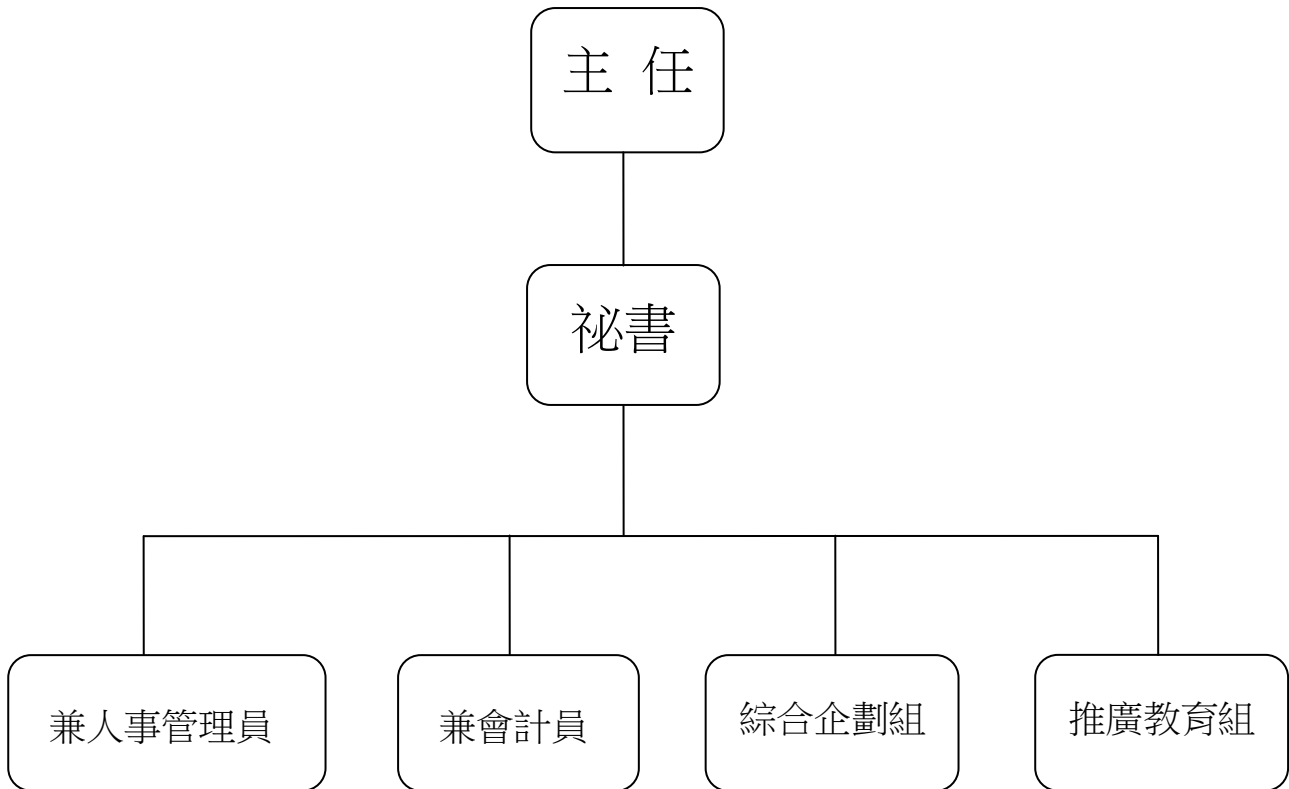 主 任
祕書
兼人事管理員
兼會計員
綜合企劃組
推廣教育組